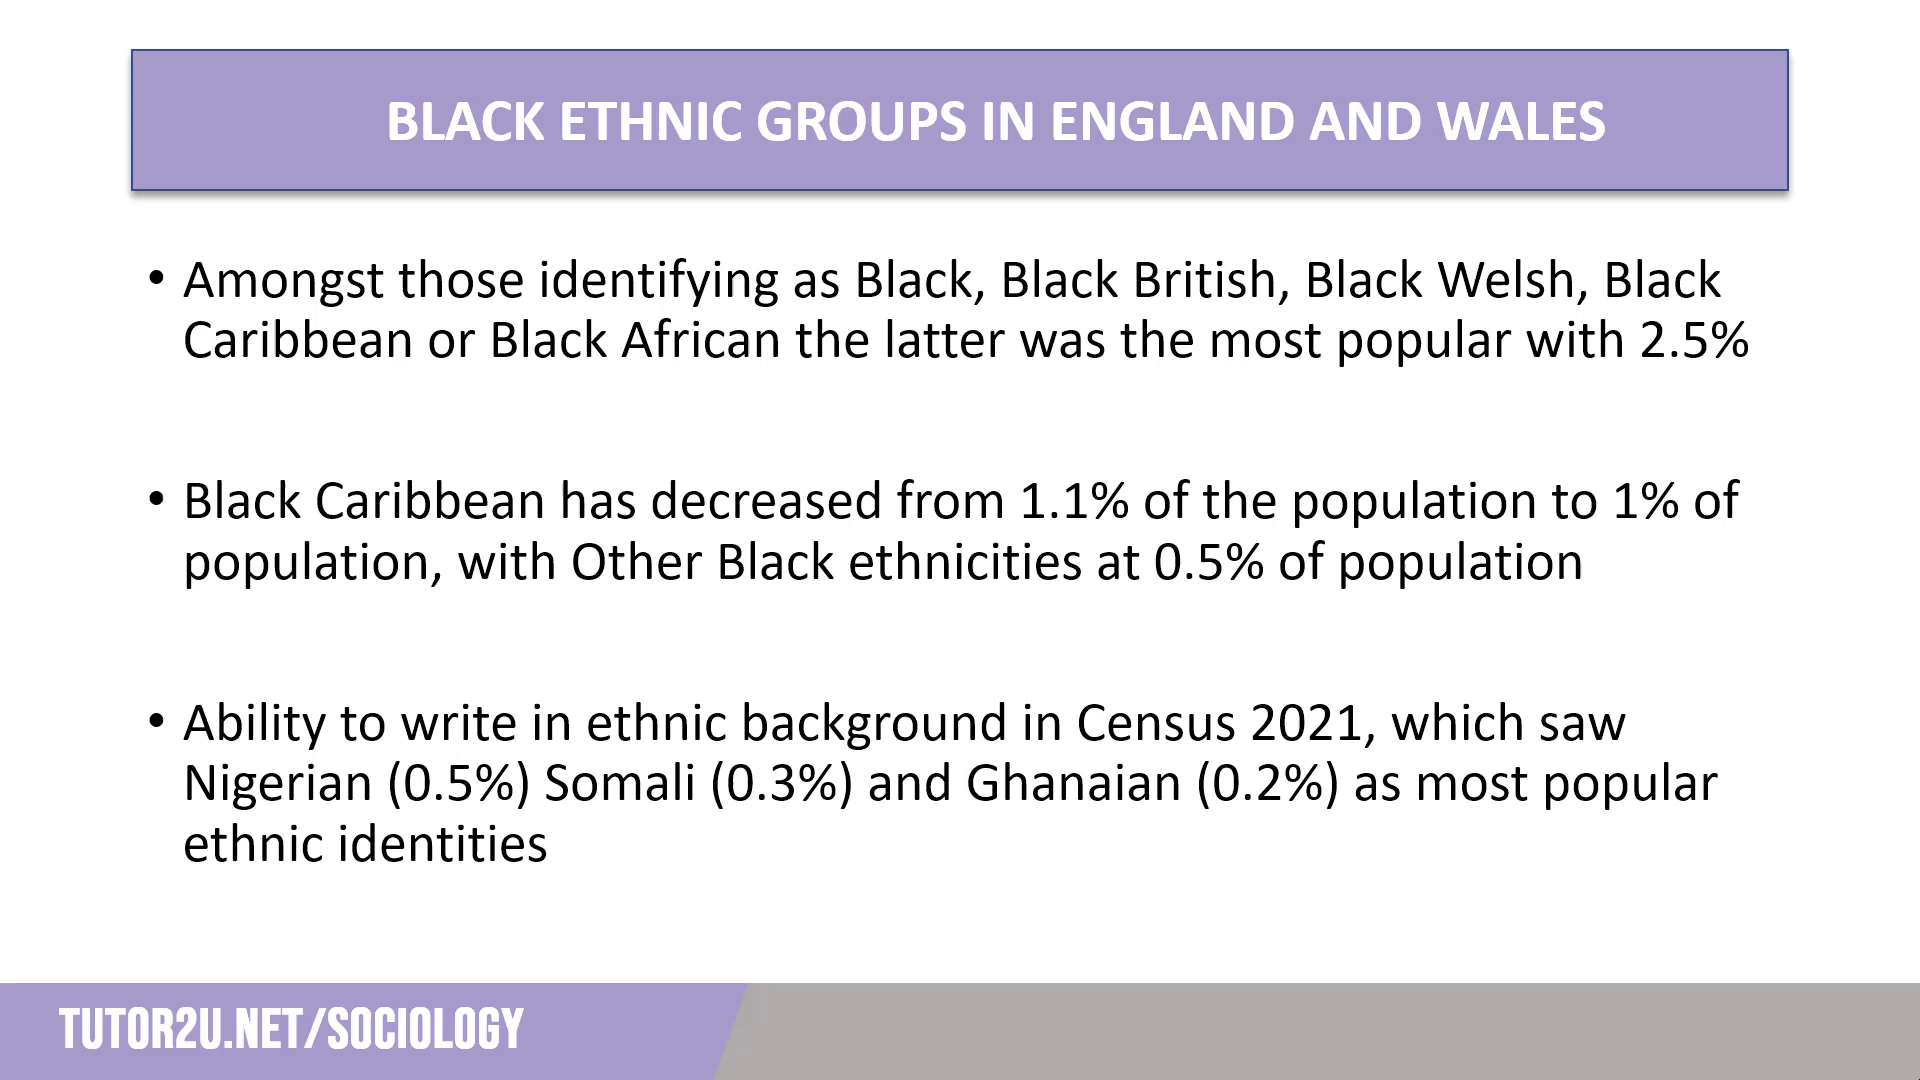 BLACK ETHNIC GROUPS IN ENGLAND AND WALES
• Amongst those identifying as Black, Black British, Black Welsh, Black
Caribbean or Black African the latter was the most popular with 2.5%
• Black Caribbean has decreased from 1.1% of the population to 1% of
population, with Other Black ethnicities at 0.5% of population
• Ability to write in ethnic background in Census 2021, which saw
Nigerian (0.5%) Somali (0.3%) and Ghanaian (0.2%) as most popular
ethnic identities
TUTOR2U.NET/SOCIOLOGY